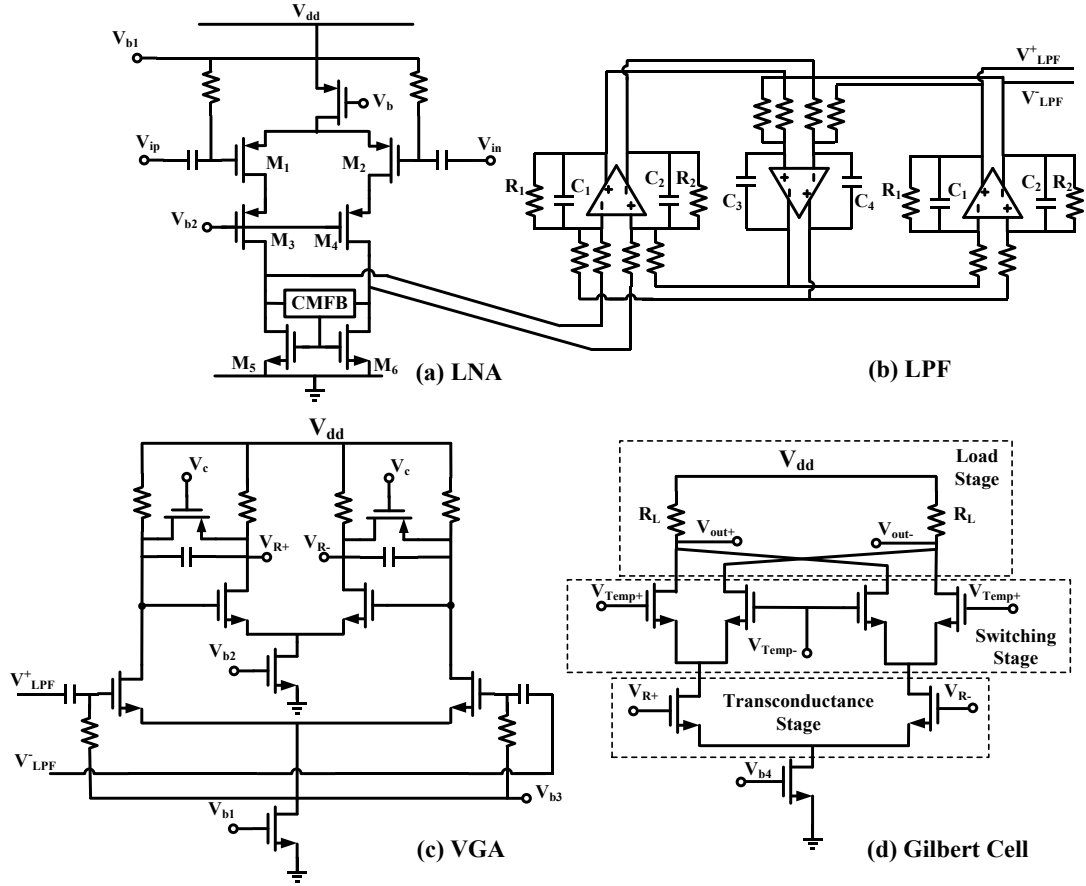 V_dd
V_b1
V_b
V_ip
M_1
M_2
V_in
V_b2
M_3
M_4
CMFB
M_5
M_6
(a) LNA
V^+_LPF
V^-_LPF
R_1
C_1
+
-
-
+
C_2
R_2
C_3
+
-
+
-
C_4
R_1
C_1
+
-
-
+
C_2
R_2
(b) LPF
V_dd
V_c
V_c
V_R+
V_R-
V_b2
V^+_LPF
V^-_LPF
V_b3
V_b1
(c) VGA
Load
Stage
V_dd
R_L
R_L
V_out+
V_out-
V_Temp+
V_Temp+
V_Temp-
Switching
Stage
V_R+
Transconductance
Stage
V_R-
V_b4
(d) Gilbert Cell